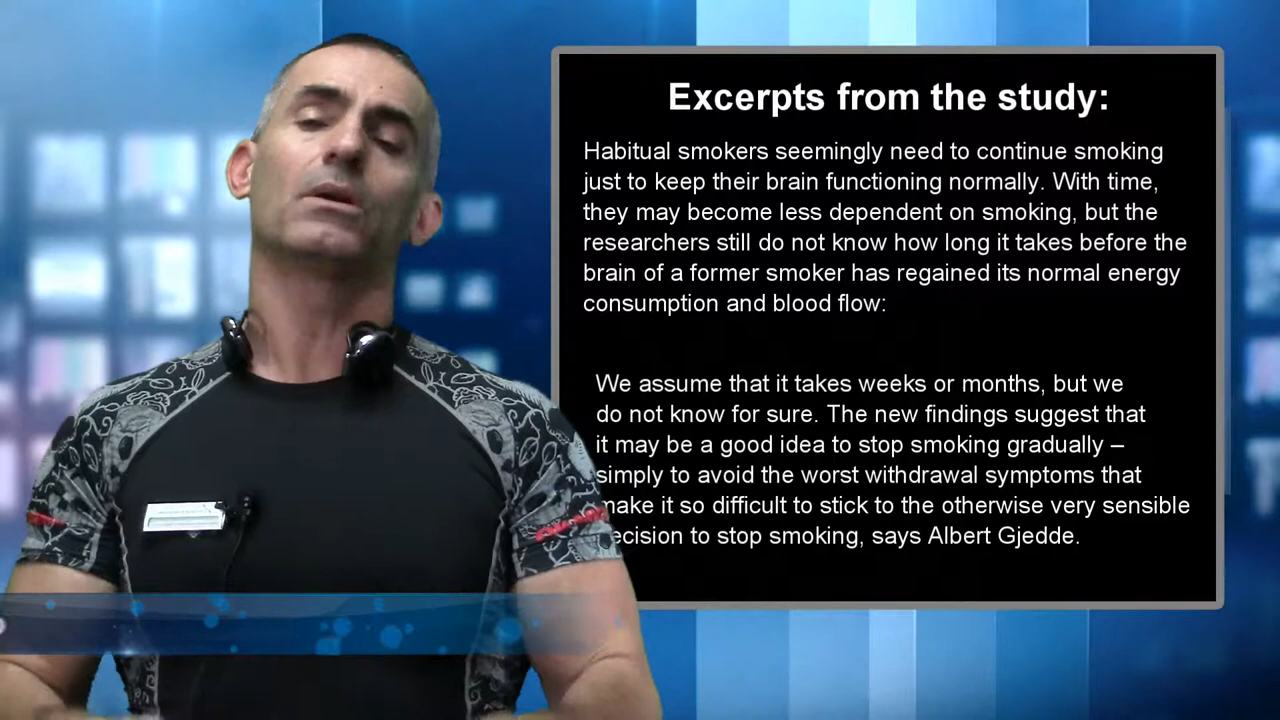 Excerpts from the study:
Habitual smokers seemingly need to continue smoking
just to keep their brain functioning normally. With time,
they may become less dependent on smoking, but the
researchers still do not know how long it takes before the
brain of a former smoker has regained its normal energy
consumption and blood flow:
We assume that it takes weeks or months, but we
do not know for sure. The new findings suggest that
it may be a good idea to stop smoking gradually –
simply to avoid the worst withdrawal symptoms that
make it so difficult to stick to the otherwise very sensible
ecision to stop smoking, says Albert Gjedde.